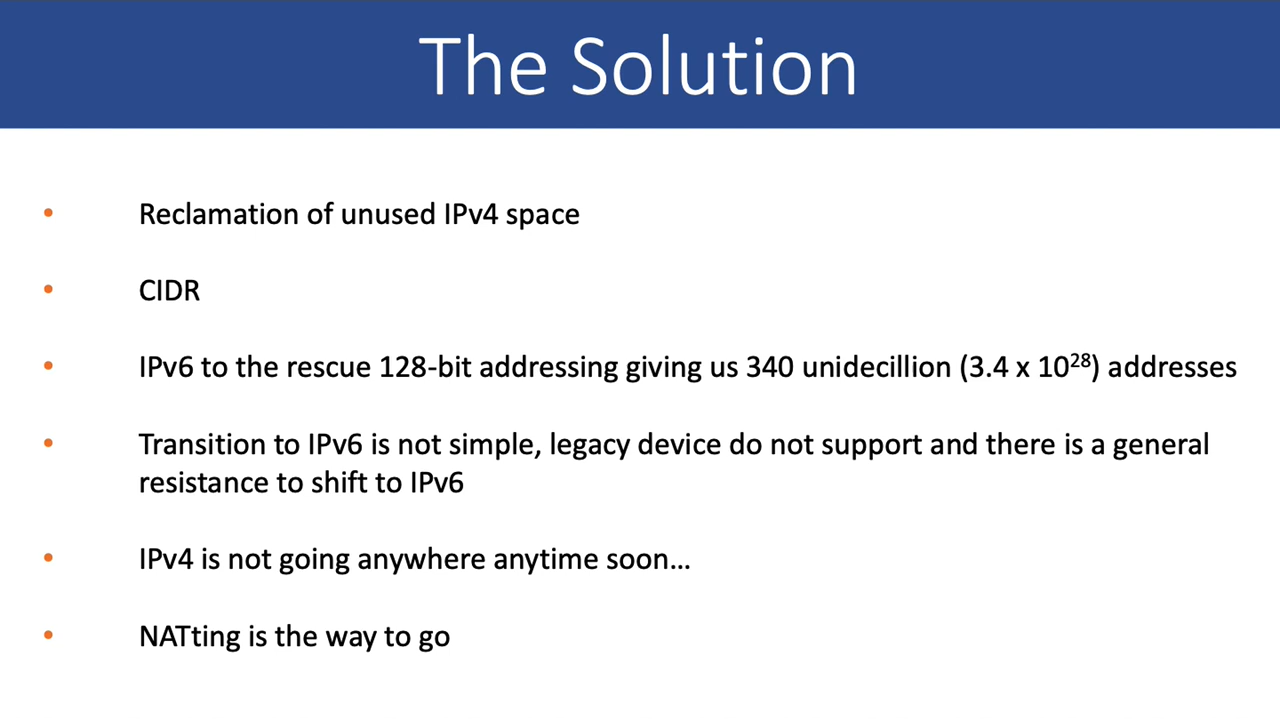 The Solution
• Reclamation of unused IPv4 space
• CIDR
• IPv6 to the rescue 128-bit addressing giving us 340 unidecillion (3.4 x 10²⁸) addresses
• Transition to IPv6 is not simple, legacy device do not support and there is a general
resistance to shift to IPv6
• IPv4 is not going anywhere anytime soon…
• NATting is the way to go